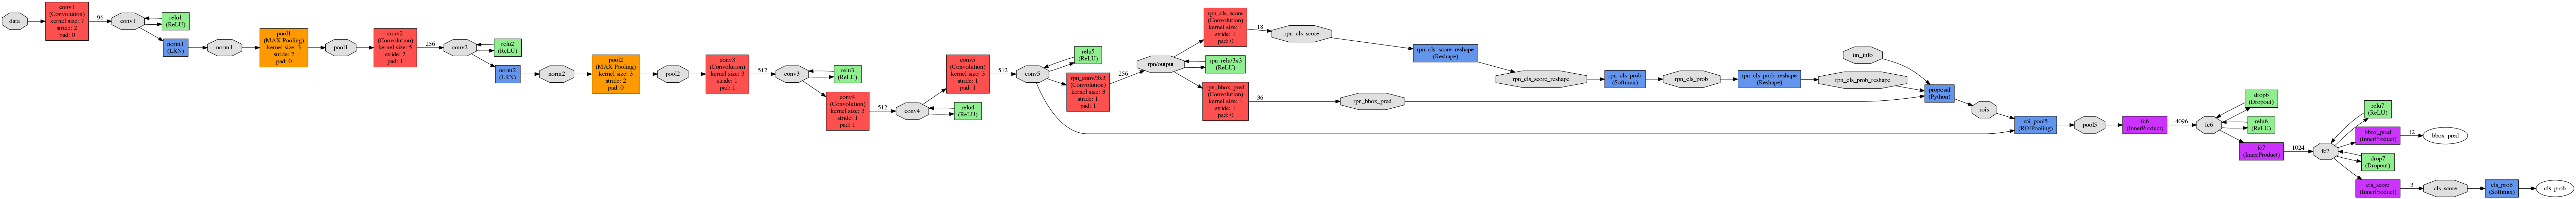 data
conv1
(Convolution)
kernel size: 7
stride: 2
pad: 0
96
conv1
relu1
(ReLU)
norm1
(LRN)
norm1
pool1
(MAX Pooling)
kernel size: 3
stride: 2
pad: 0
pool1
conv2
(Convolution)
kernel size: 5
stride: 2
pad: 1
256
conv2
relu2
(ReLU)
norm2
(LRN)
norm2
pool2
(MAX Pooling)
kernel size: 3
stride: 2
pad: 0
pool2
conv3
(Convolution)
kernel size: 3
stride: 1
pad: 1
512
conv3
relu3
(ReLU)
conv4
(Convolution)
kernel size: 3
stride: 1
pad: 1
512
conv4
relu4
(ReLU)
conv5
(Convolution)
kernel size: 3
stride: 1
pad: 1
512
conv5
relu5
(ReLU)
rpn_conv/3x3
(Convolution)
kernel size: 3
stride: 1
pad: 1
256
rpn/output
rpn_cls_score
(Convolution)
kernel size: 1
stride: 1
pad: 0
18
rpn_cls_score
rpn_relu/3x3
(ReLU)
rpn_bbox_pred
(Convolution)
kernel size: 1
stride: 1
pad: 0
36
rpn_bbox_pred
rpn_cls_score_reshape
(Reshape)
rpn_cls_score_reshape
rpn_cls_prob
(Softmax)
rpn_cls_prob
rpn_cls_prob_reshape
(Reshape)
rpn_cls_prob_reshape
im_info
proposal
(Python)
rois
roi_pool5
(ROIPooling)
pool5
fc6
(InnerProduct)
4096
fc6
drop6
(Dropout)
relu6
(ReLU)
fc7
(InnerProduct)
1024
fc7
relu7
(ReLU)
bbox_pred
(InnerProduct)
12
bbox_pred
drop7
(Dropout)
cls_score
(InnerProduct)
3
cls_score
cls_prob
(Softmax)
cls_prob